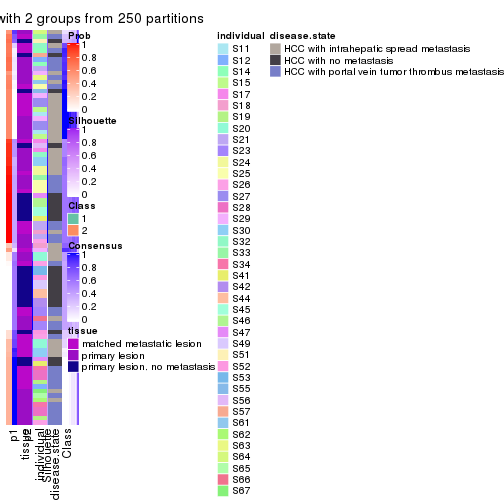 with 2 groups from 250 partitions
Prob
1
0.8
0.6
0.4
0.2
0
Silhouette
1
0.8
0.6
0.4
0.2
0
Class
1
2
Consensus
1
0.8
0.6
0.4
0.2
0
tissue
matched metastatic lesion
primary lesion
primary lesion, no metastasis
individual
S11
S12
S14
S15
S17
S18
S19
S20
S21
S23
S24
S25
S26
S27
S28
S29
S30
S32
S33
S34
S41
S42
S44
S45
S46
S47
S49
S51
S52
S53
S55
S56
S57
S61
S62
S63
S64
S65
S66
S67
disease.state
HCC with intrahepatic spread metastasis
HCC with no metastasis
HCC with portal vein tumor thrombus metastasis
p1
p2
tissue
individual
Silhouette
disease.state
Class